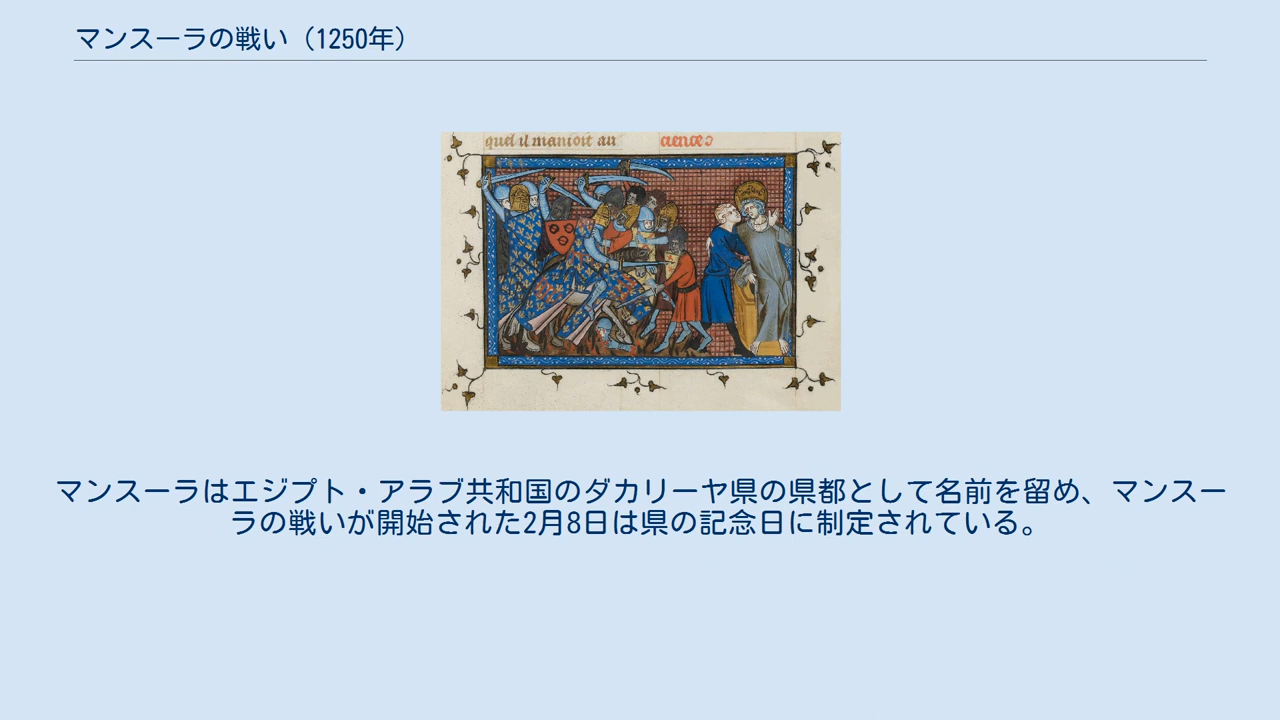 マンスーラの戦い（1250年）
quel il manioit au
マンスーラはエジプト・アラブ共和国のダカリーヤ県の県都として名前を留め、マンスー
ラの戦いが開始された2月8日は県の記念日に制定されている。